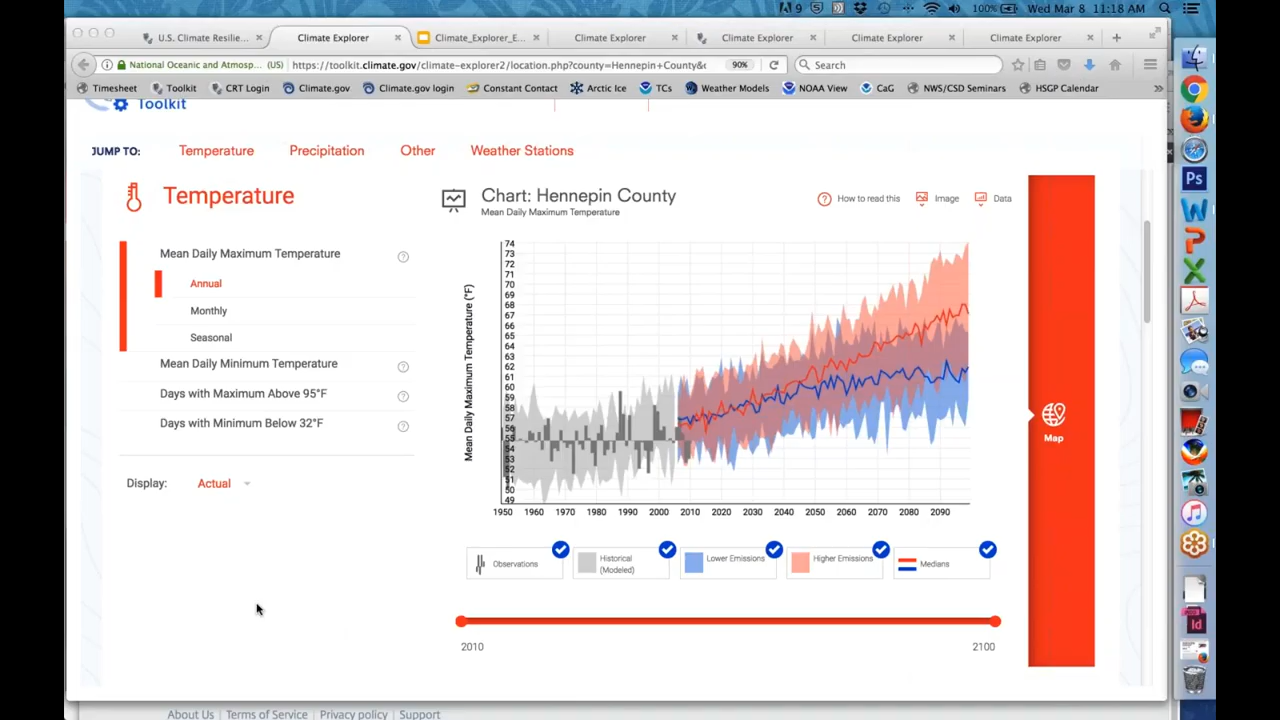 9
100%
Wed Mar 8 11:18 AM
U.S. Climate Resilie...
Climate Explorer
Climate_Explorer_E...
Climate Explorer
Climate Explorer
Climate Explorer
Climate Explorer
National Oceanic and Atmosp... (US)
https://toolkit.climate.gov/climate-explorer2/location.php?county=Hennepin+County&c
90%
Search
Timesheet
Toolkit
CRT Login
Climate.gov
Climate.gov login
Constant Contact
Arctic Ice
TCs
Weather Models
NOAA View
CaG
NWS/CSD Seminars
HSGP Calendar
Toolkit
JUMP TO:
Temperature
Precipitation
Other
Weather Stations
Temperature
Chart: Hennepin County
Mean Daily Maximum Temperature
How to read this
Image
Data
Mean Daily Maximum Temperature
Annual
Monthly
Seasonal
Mean Daily Minimum Temperature
Days with Maximum Above 95°F
Days with Minimum Below 32°F
Display: Actual
Mean Daily Maximum Temperature (°F)
74
73
72
71
70
69
68
67
66
65
64
63
62
61
60
59
58
57
56
55
54
53
52
51
50
49
1950 1960 1970 1980 1990 2000 2010 2020 2030 2040 2050 2060 2070 2080 2090
Map
Observations
Historical
(Modeled)
Lower Emissions
Higher Emissions
Medians
2010
2100
About Us
Terms of Service
Privacy policy
Support
Ps
Id